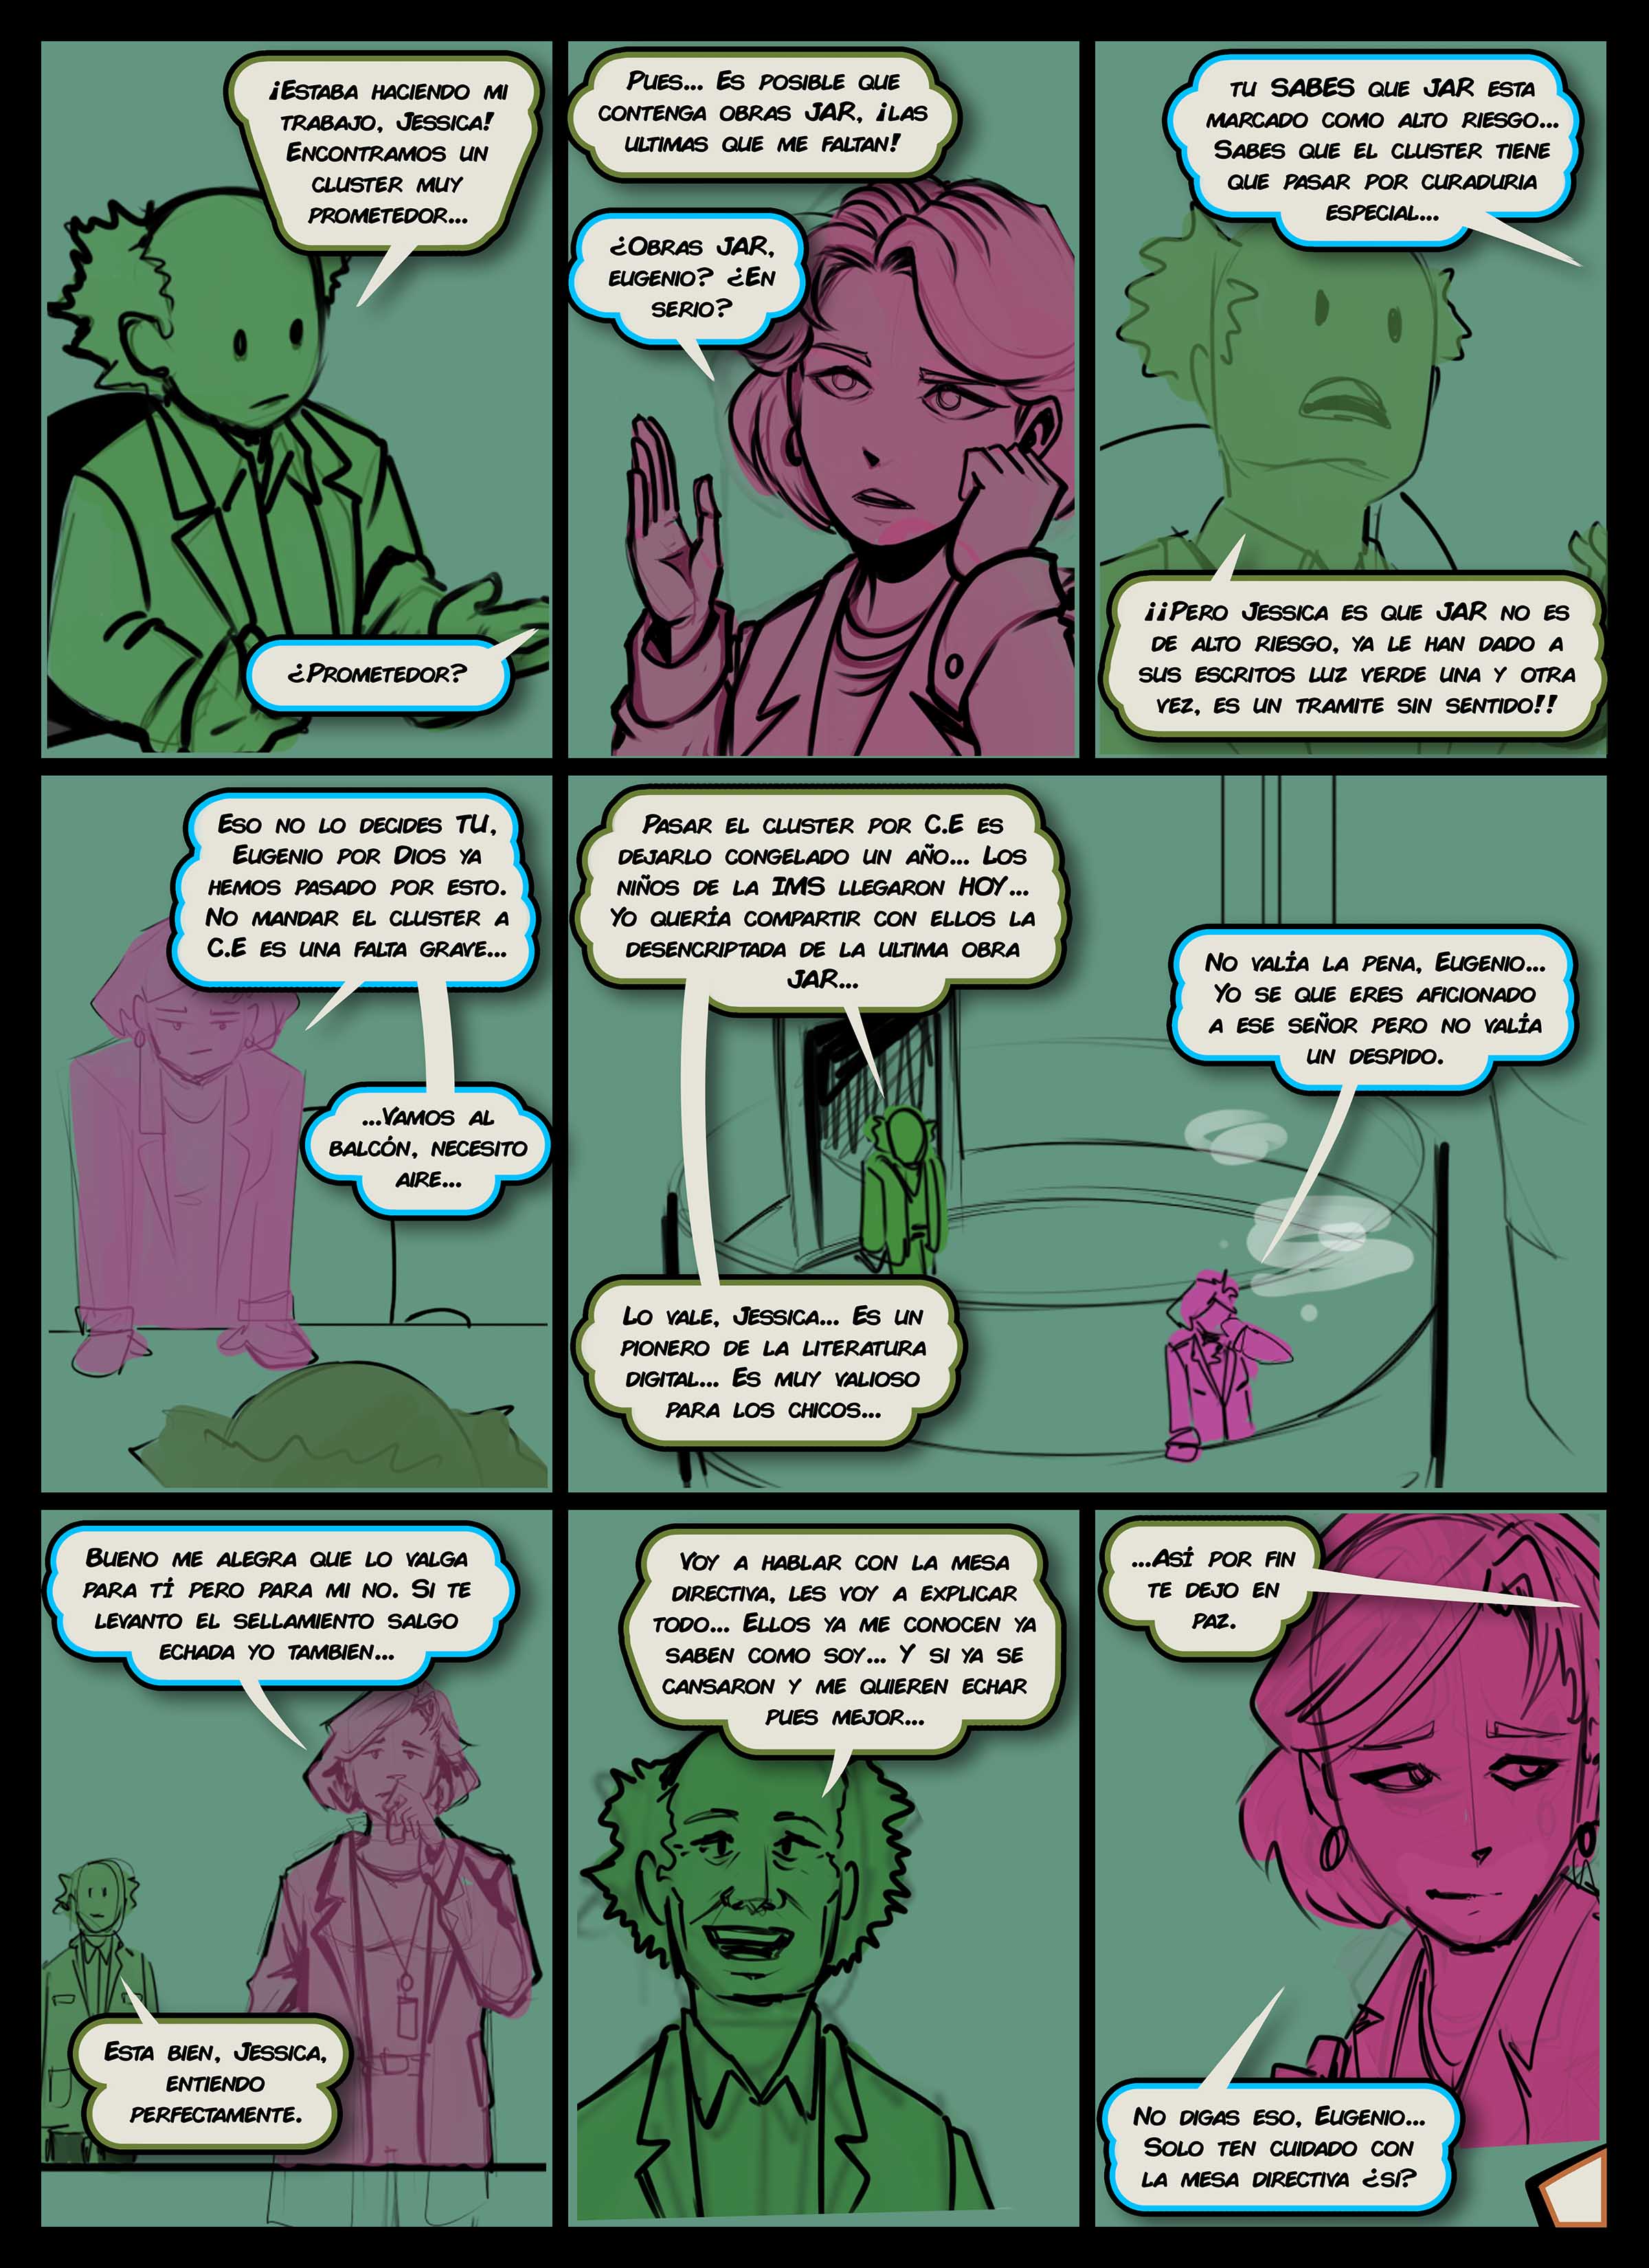 ¡Estaba haciendo mi
trabajo, Jessica!
Encontramos un
cluster muy
prometedor...
¿Prometedor?
Pues... Es posible que
contenga obras JAR, ¡las
ultimas que me faltan!
¿Obras JAR,
eugenio? ¿En
serio?
tu SABES que JAR esta
marcado como alto riesgo...
Sabes que el cluster tiene
que pasar por curaduria
especial...
¡¡Pero Jessica es que JAR no es
de alto riesgo, ya le han dado a
sus escritos luz verde una y otra
vez, es un tramite sin sentido!!
Eso no lo decides TU,
Eugenio por Dios ya
hemos pasado por esto.
No mandar el cluster a
C.E es una falta grave...
...Vamos al
balcón, necesito
aire...
Pasar el cluster por C.E es
dejarlo congelado un año... Los
niños de la IMS llegaron HOY...
Yo quería compartir con ellos la
desencriptada de la ultima obra
JAR...
No valía la pena, Eugenio...
Yo se que eres aficionado
a ese señor pero no valía
un despido.
Lo vale, Jessica... Es un
pionero de la literatura
digital... Es muy valioso
para los chicos...
Bueno me alegra que lo valga
para tí pero para mi no. Si te
levanto el sellamiento salgo
echada yo tambien...
Esta bien, Jessica,
entiendo
perfectamente.
Voy a hablar con la mesa
directiva, les voy a explicar
todo... Ellos ya me conocen ya
saben como soy... Y si ya se
cansaron y me quieren echar
pues mejor...
...Así por fin
te dejo en
paz.
No digas eso, Eugenio...
Solo ten cuidado con
la mesa directiva ¿si?